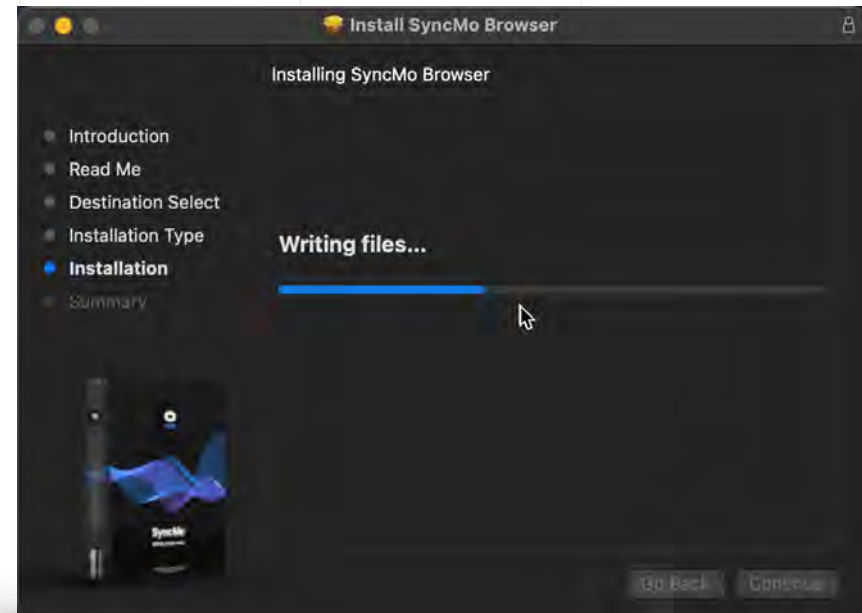 Install SyncMo Browser
Installing SyncMo Browser
Introduction
Read Me
Destination Select
Installation Type
Installation
Summary
Writing files...
SyncMo
Go Back
Continue